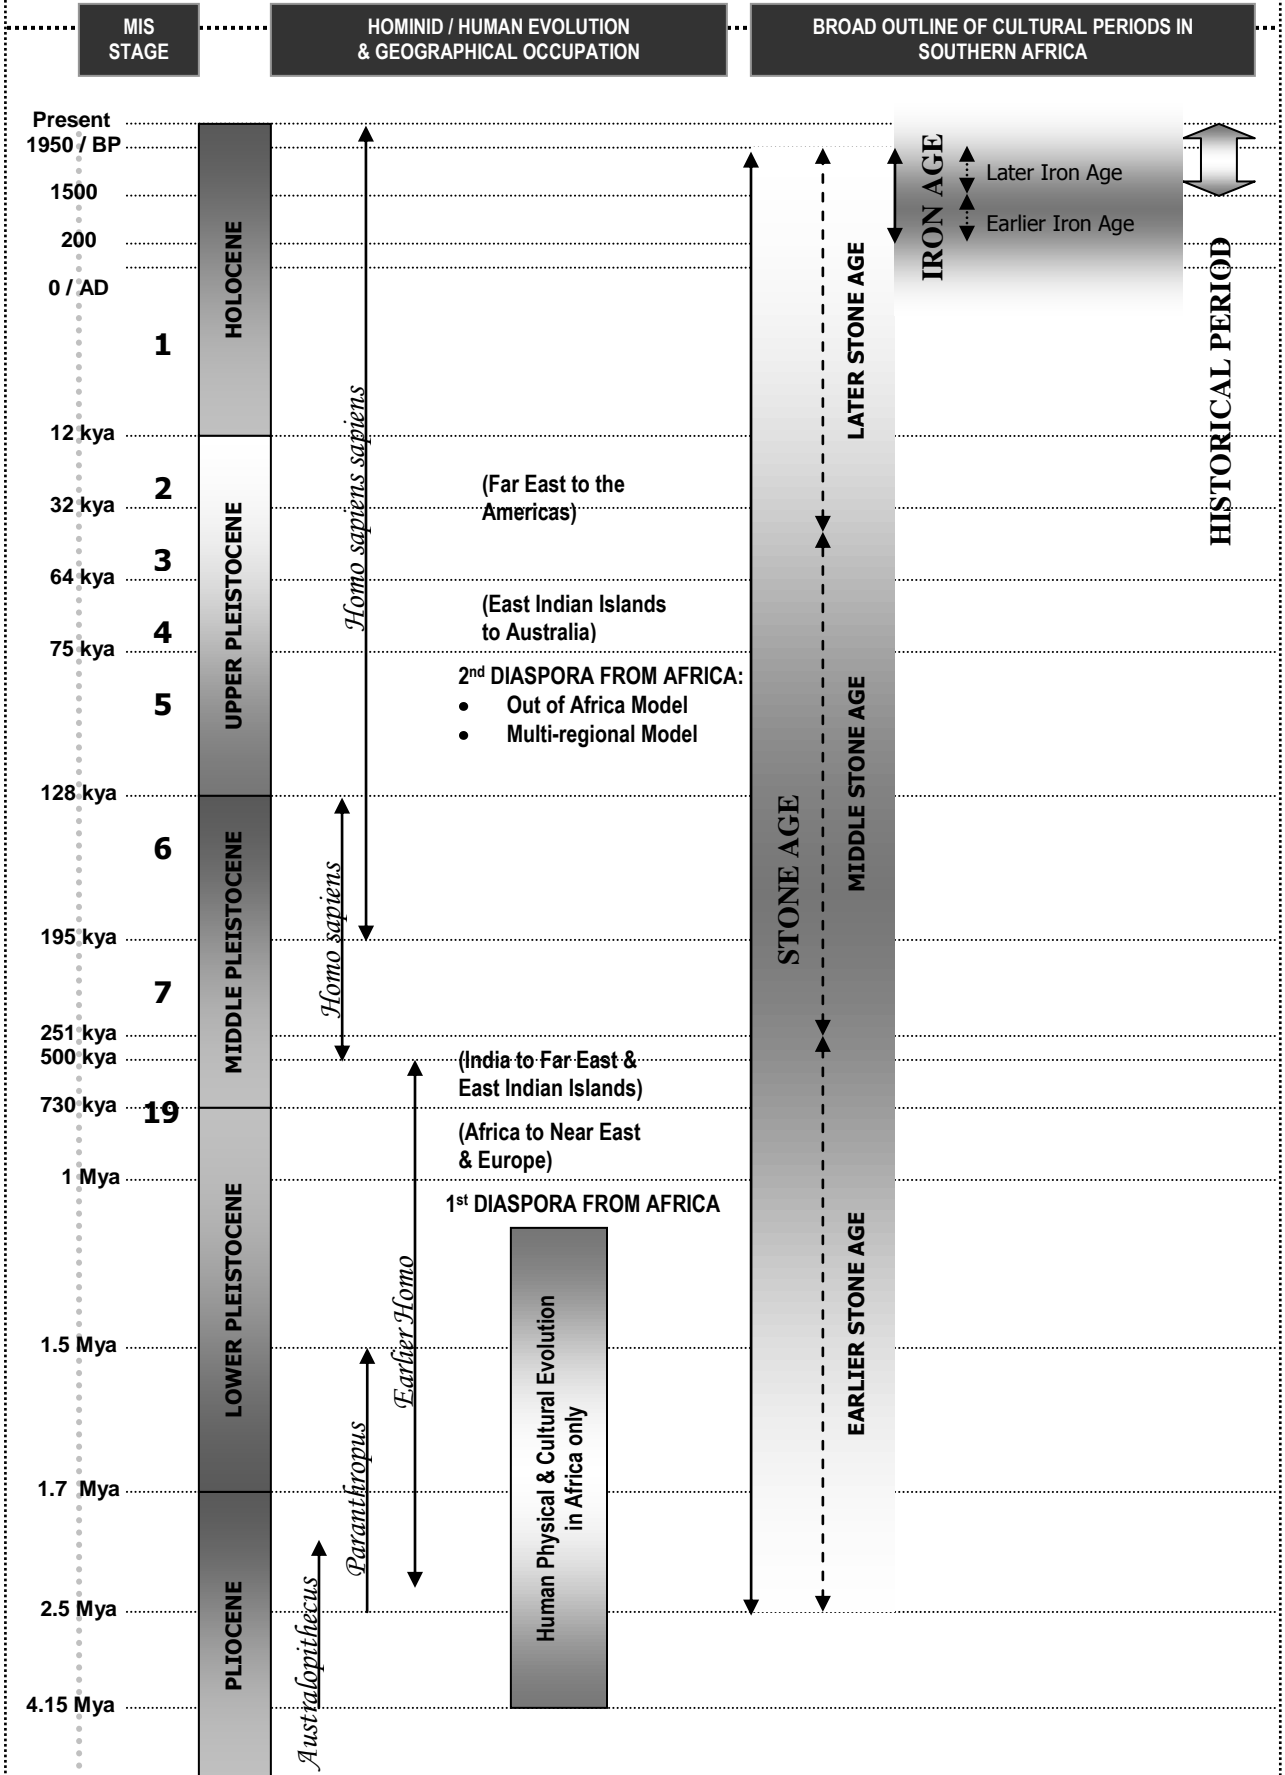 MIS
STAGE
HOMINID / HUMAN EVOLUTION
& GEOGRAPHICAL OCCUPATION
BROAD OUTLINE OF CULTURAL PERIODS IN
SOUTHERN AFRICA
Present
1950 / BP
1500
200
0 / AD
12 kya
32 kya
64 kya
75 kya
128 kya
195 kya
251 kya
500 kya
730 kya
1 Mya
1.5 Mya
1.7 Mya
2.5 Mya
4.15 Mya
1
2
3
4
5
6
7
19
HOLOCENE
UPPER PLEISTOCENE
MIDDLE PLEISTOCENE
LOWER PLEISTOCENE
PLIOCENE
Homo sapiens sapiens
Homo sapiens
Earlier Homo
Paranthropus
Australopithecus
(Far East to the
Americas)
(East Indian Islands
to Australia)
2nd DIASPORA FROM AFRICA:
• Out of Africa Model
• Multi-regional Model
(India to Far East &
East Indian Islands)
(Africa to Near East
& Europe)
1st DIASPORA FROM AFRICA
Human Physical & Cultural Evolution
in Africa only
STONE AGE
LATER STONE AGE
MIDDLE STONE AGE
EARLIER STONE AGE
IRON AGE
Later Iron Age
Earlier Iron Age
HISTORICAL PERIOD